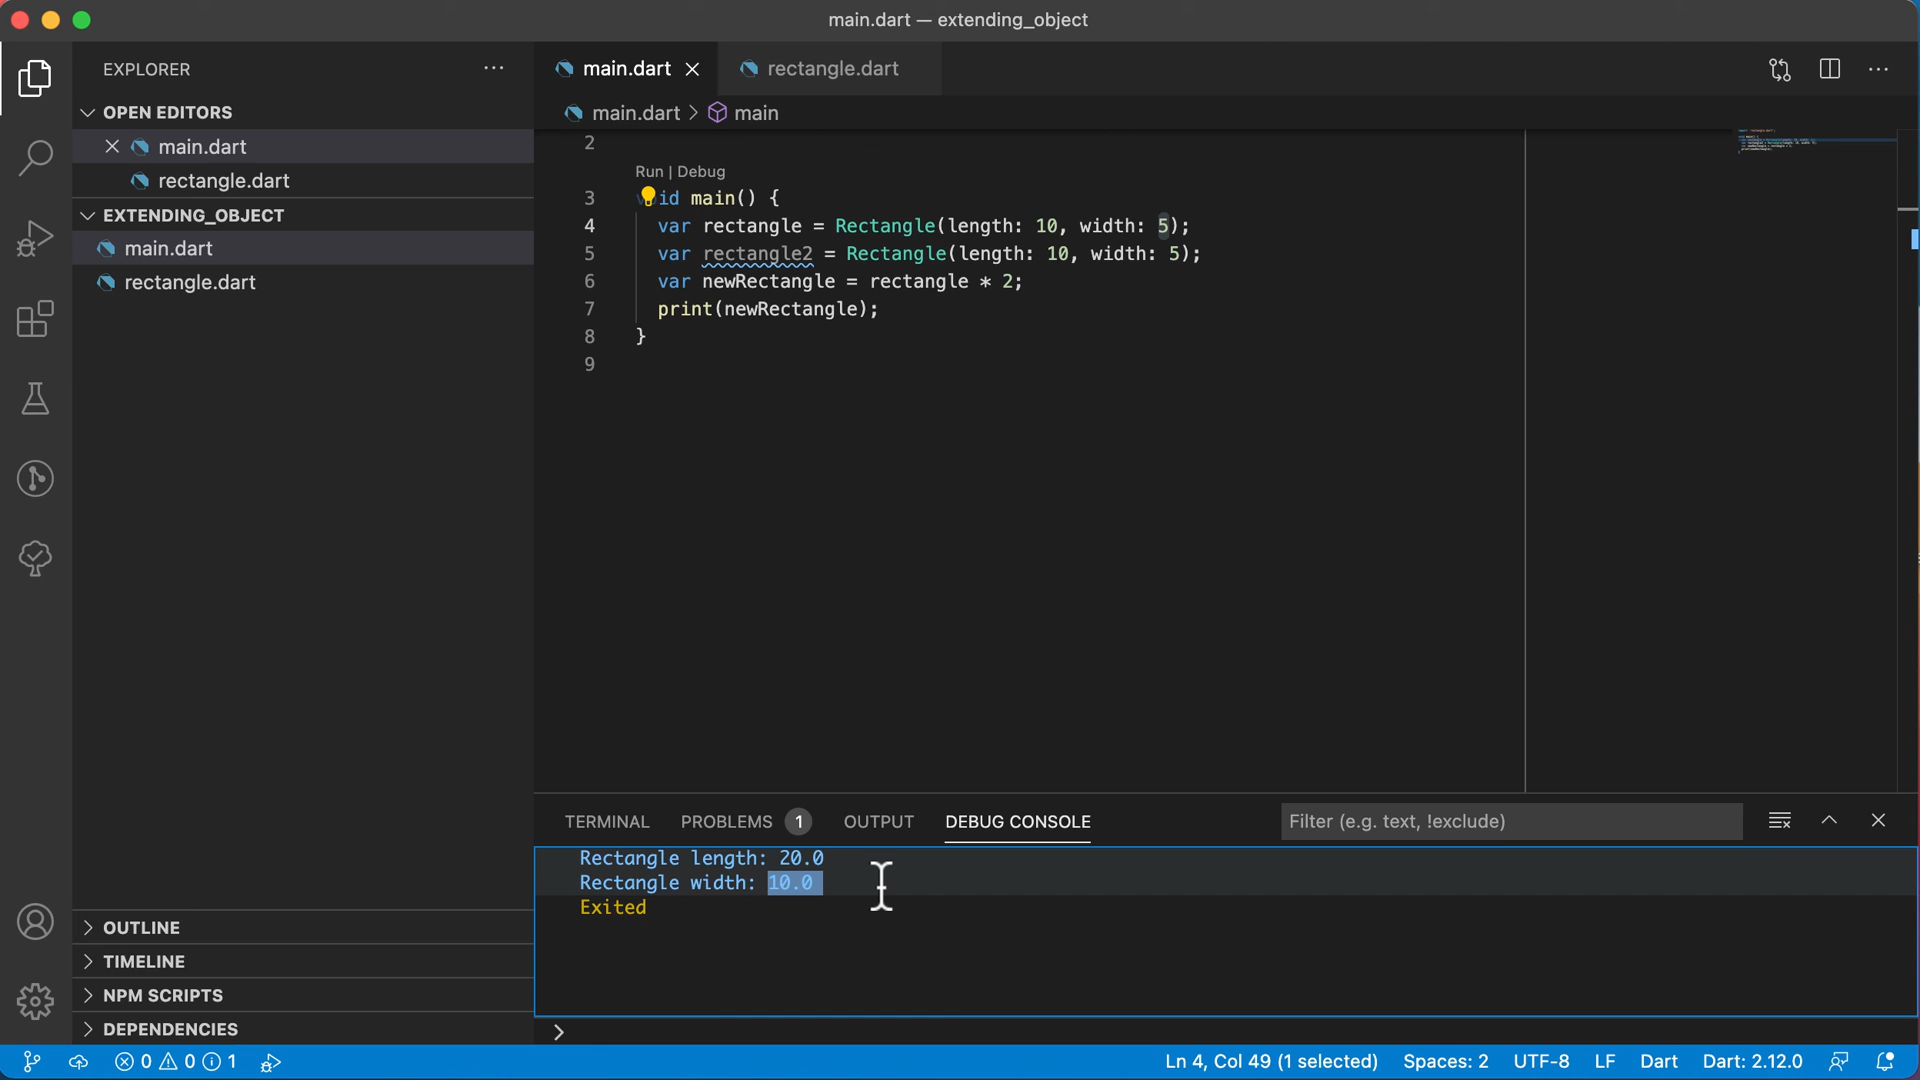 main.dart — extending_object
EXPLORER
OPEN EDITORS
main.dart
rectangle.dart
EXTENDING_OBJECT
main.dart
rectangle.dart
OUTLINE
TIMELINE
NPM SCRIPTS
DEPENDENCIES
main.dart
rectangle.dart
main.dart > main
2
Run | Debug
3 id main() {
4 var rectangle = Rectangle(length: 10, width: 5);
5 var rectangle2 = Rectangle(length: 10, width: 5);
6 var newRectangle = rectangle * 2;
7 print(newRectangle);
8 }
9
TERMINAL PROBLEMS 1 OUTPUT DEBUG CONSOLE Filter (e.g. text, !exclude)
Rectangle length: 20.0
Rectangle width: 10.0
Exited
0 0 1 Ln 4, Col 49 (1 selected) Spaces: 2 UTF-8 LF Dart Dart: 2.12.0